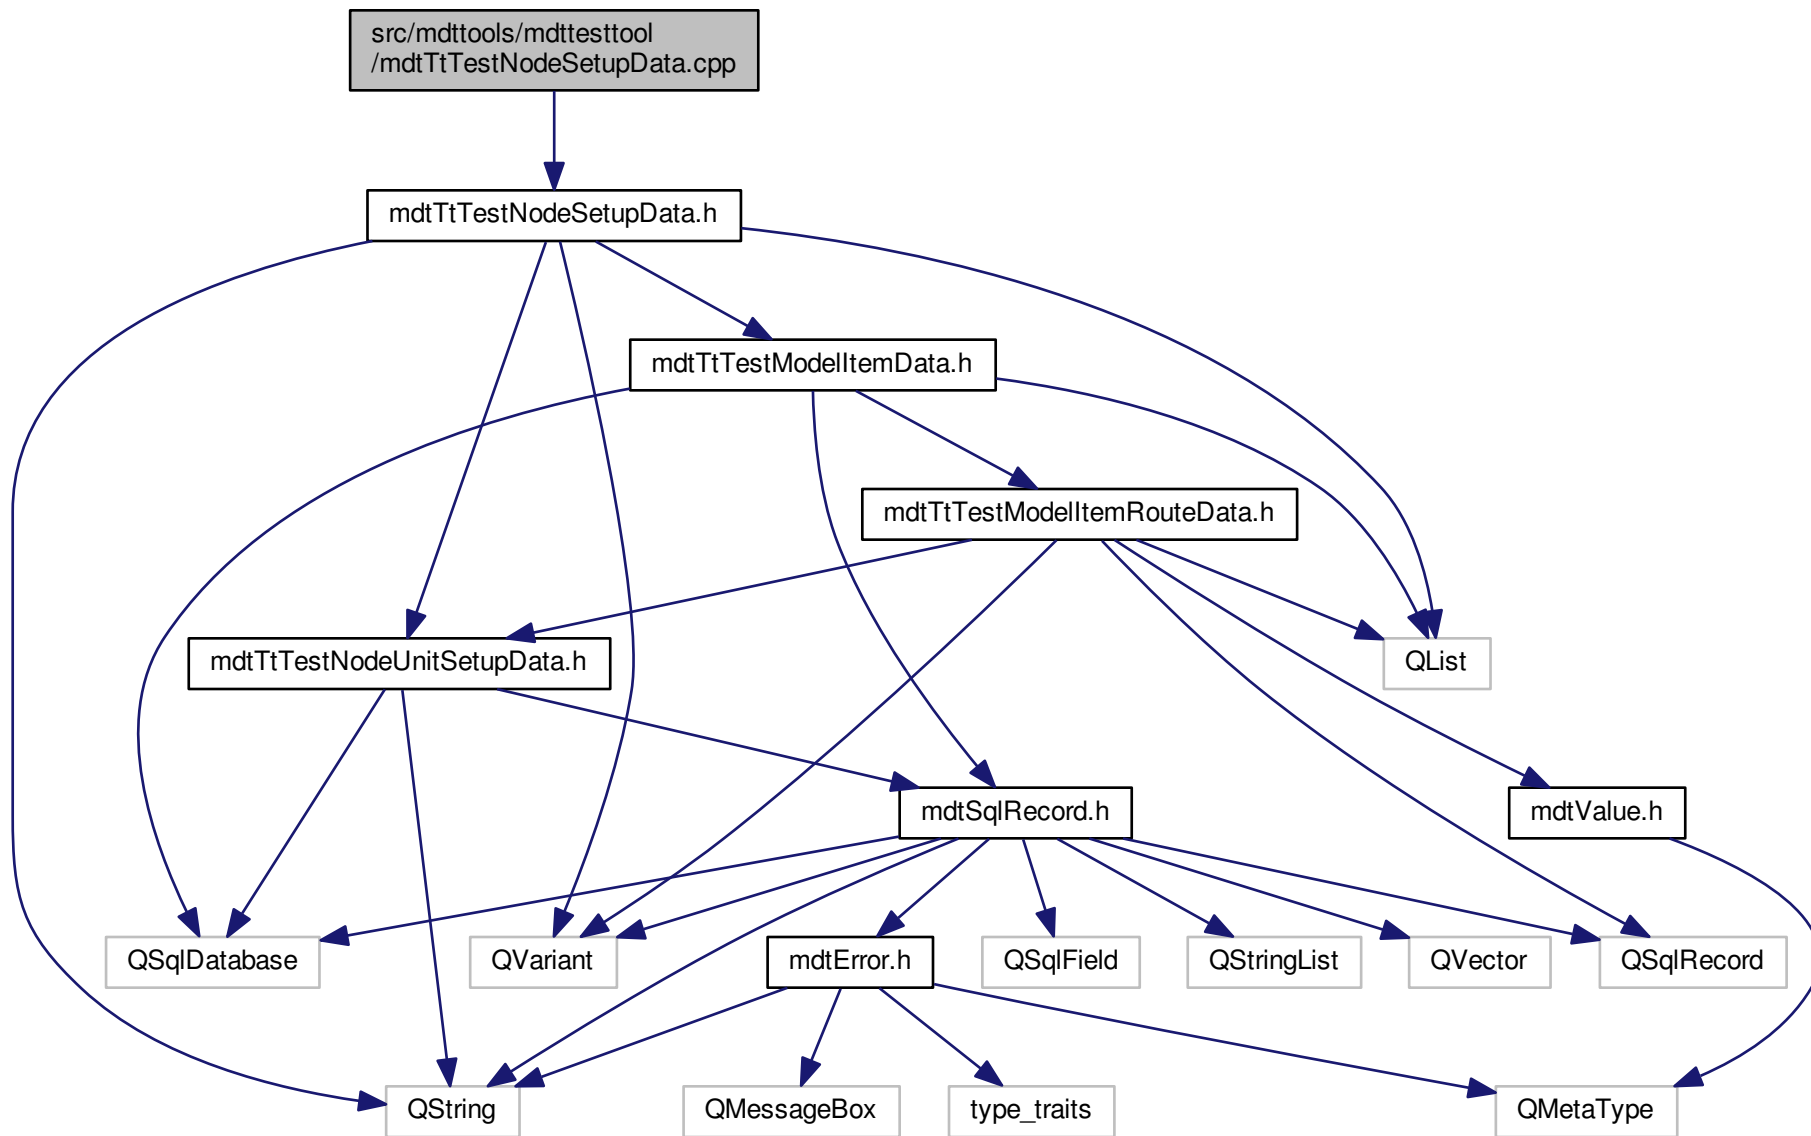 src/mdttools/mdttesttool
/mdtTtTestNodeSetupData.cpp
mdtTtTestNodeSetupData.h
mdtTtTestModelItemData.h
mdtTtTestModelItemRouteData.h
mdtTtTestNodeUnitSetupData.h
QList
mdtSqlRecord.h
mdtValue.h
QSqlDatabase
QVariant
mdtError.h
QSqlField
QStringList
QVector
QSqlRecord
QString
QMessageBox
type_traits
QMetaType